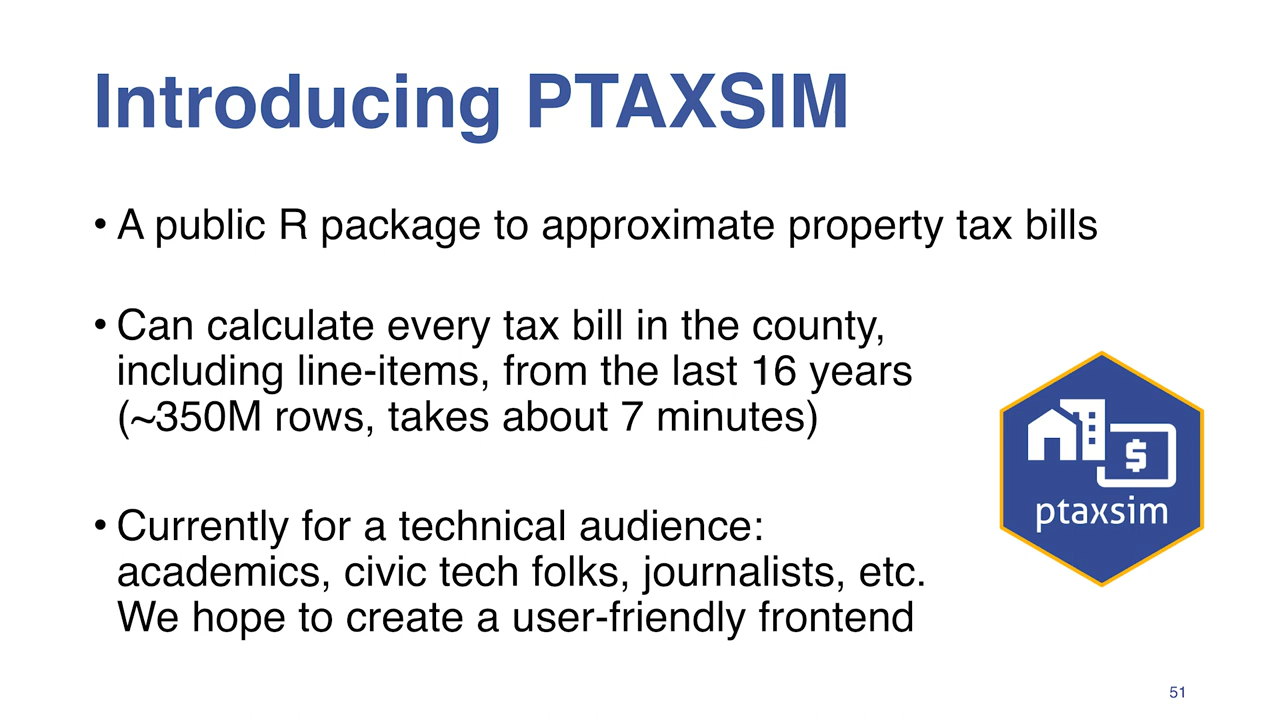 Introducing PTAXSIM
• A public R package to approximate property tax bills
• Can calculate every tax bill in the county,
including line-items, from the last 16 years
(~350M rows, takes about 7 minutes)
$
ptaxsim
• Currently for a technical audience:
academics, civic tech folks, journalists, etc.
We hope to create a user-friendly frontend
51